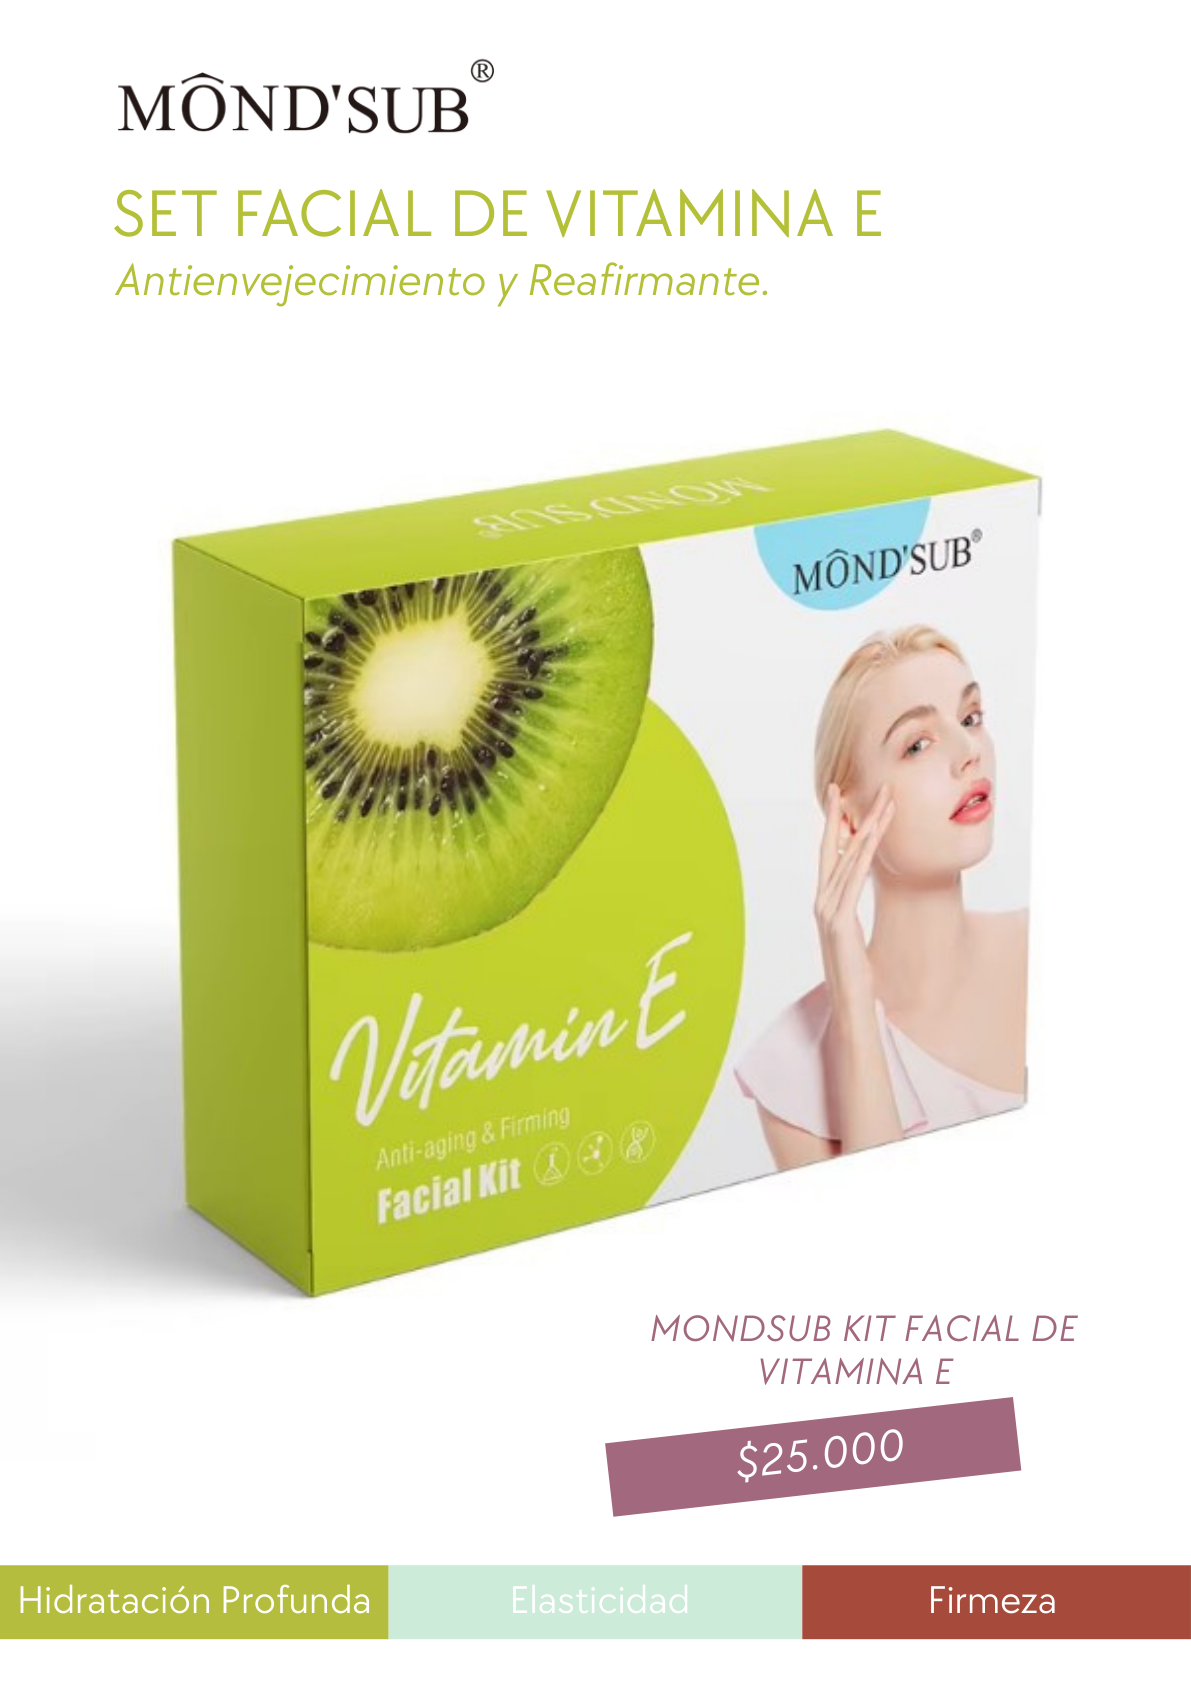 MÔND'SUB®
SET FACIAL DE VITAMINA E
Antienvejecimiento y Reafirmante.
MÔND'SUB®
MÔND'SUB®
Vitamin E
Anti-aging & Firming
Facial Kit
MONDSUB KIT FACIAL DE
VITAMINA E
$25.000
Hidratación Profunda
Elasticidad
Firmeza